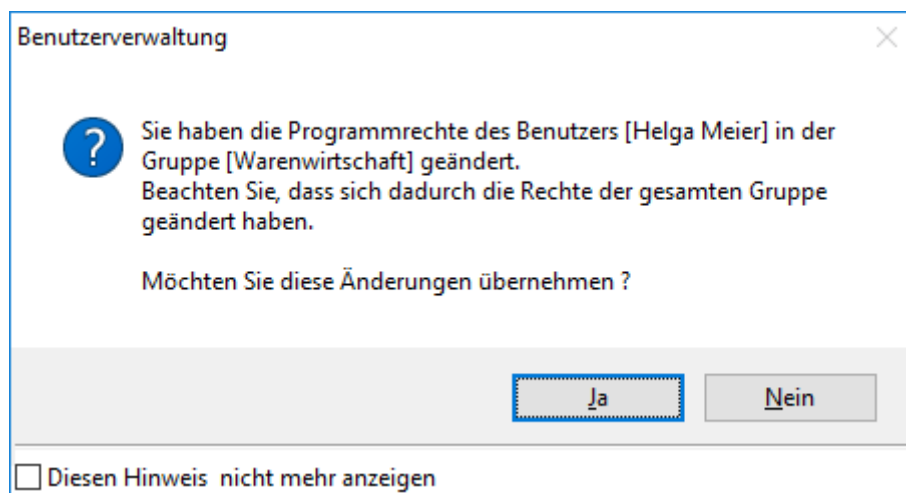 Benutzerverwaltung
Sie haben die Programmrechte des Benutzers [Helga Meier] in der
Gruppe [Warenwirtschaft] geändert.
Beachten Sie, dass sich dadurch die Rechte der gesamten Gruppe
geändert haben.
Möchten Sie diese Änderungen übernehmen ?
Ja
Nein
Diesen Hinweis  nicht mehr anzeigen